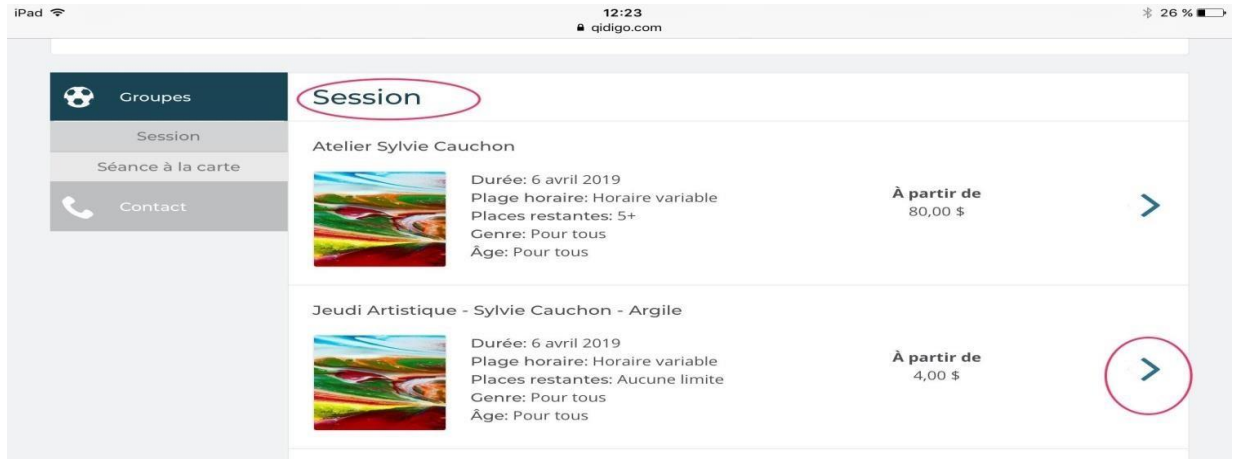 iPad 12:23 26 %
qidigo.com
Groupes
Session
Séance à la carte
Contact
Session
Atelier Sylvie Cauchon
Durée: 6 avril 2019
Plage horaire: Horaire variable
Places restantes: 5+
Genre: Pour tous
Âge: Pour tous
À partir de
80,00 $
Jeudi Artistique - Sylvie Cauchon - Argile
Durée: 6 avril 2019
Plage horaire: Horaire variable
Places restantes: Aucune limite
Genre: Pour tous
Âge: Pour tous
À partir de
4,00 $